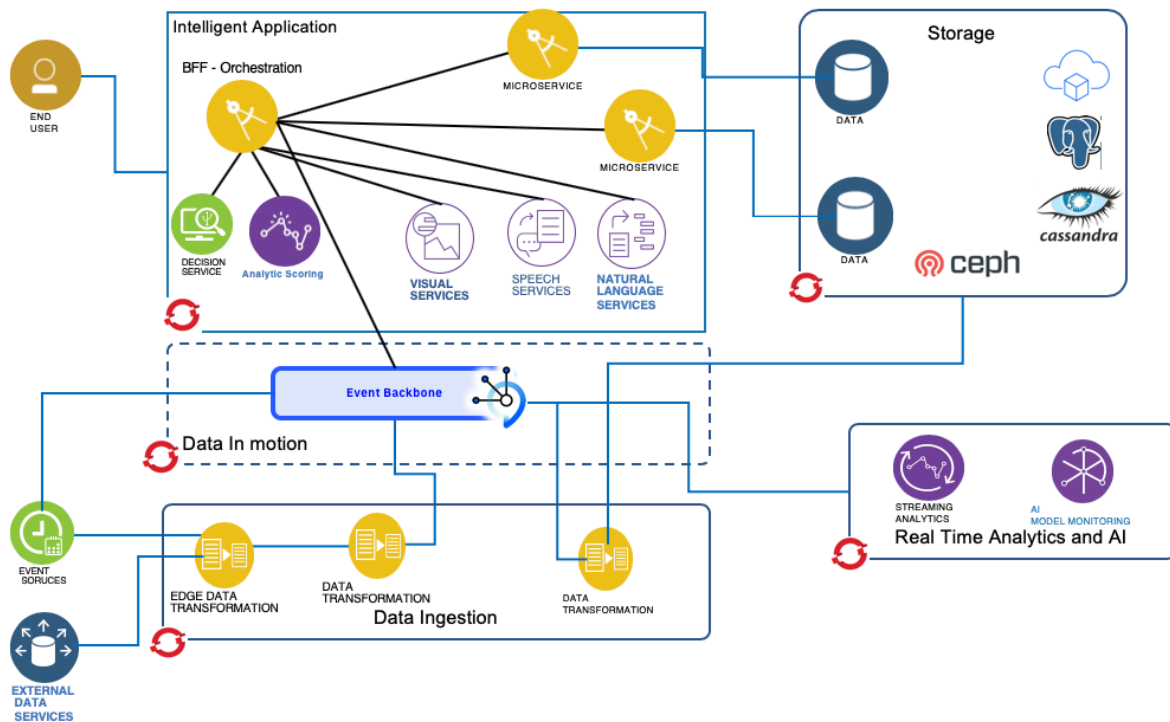 Intelligent Application
BFF - Orchestration
MICROSERVICE
MICROSERVICE
END
USER
DECISION
SERVICE
Analytic Scoring
VISUAL
SERVICES
SPEECH
SERVICES
NATURAL
LANGUAGE
SERVICES
Storage
DATA
DATA
cassandra
ceph
Event Backbone
Data In motion
EVENT
SORUCES
EDGE DATA
TRANSFORMATION
DATA
TRANSFORMATION
DATA
TRANSFORMATION
Data Ingestion
EXTERNAL
DATA
SERVICES
STREAMING
ANALYTICS
AI
MODEL MONITORING
Real Time Analytics and AI